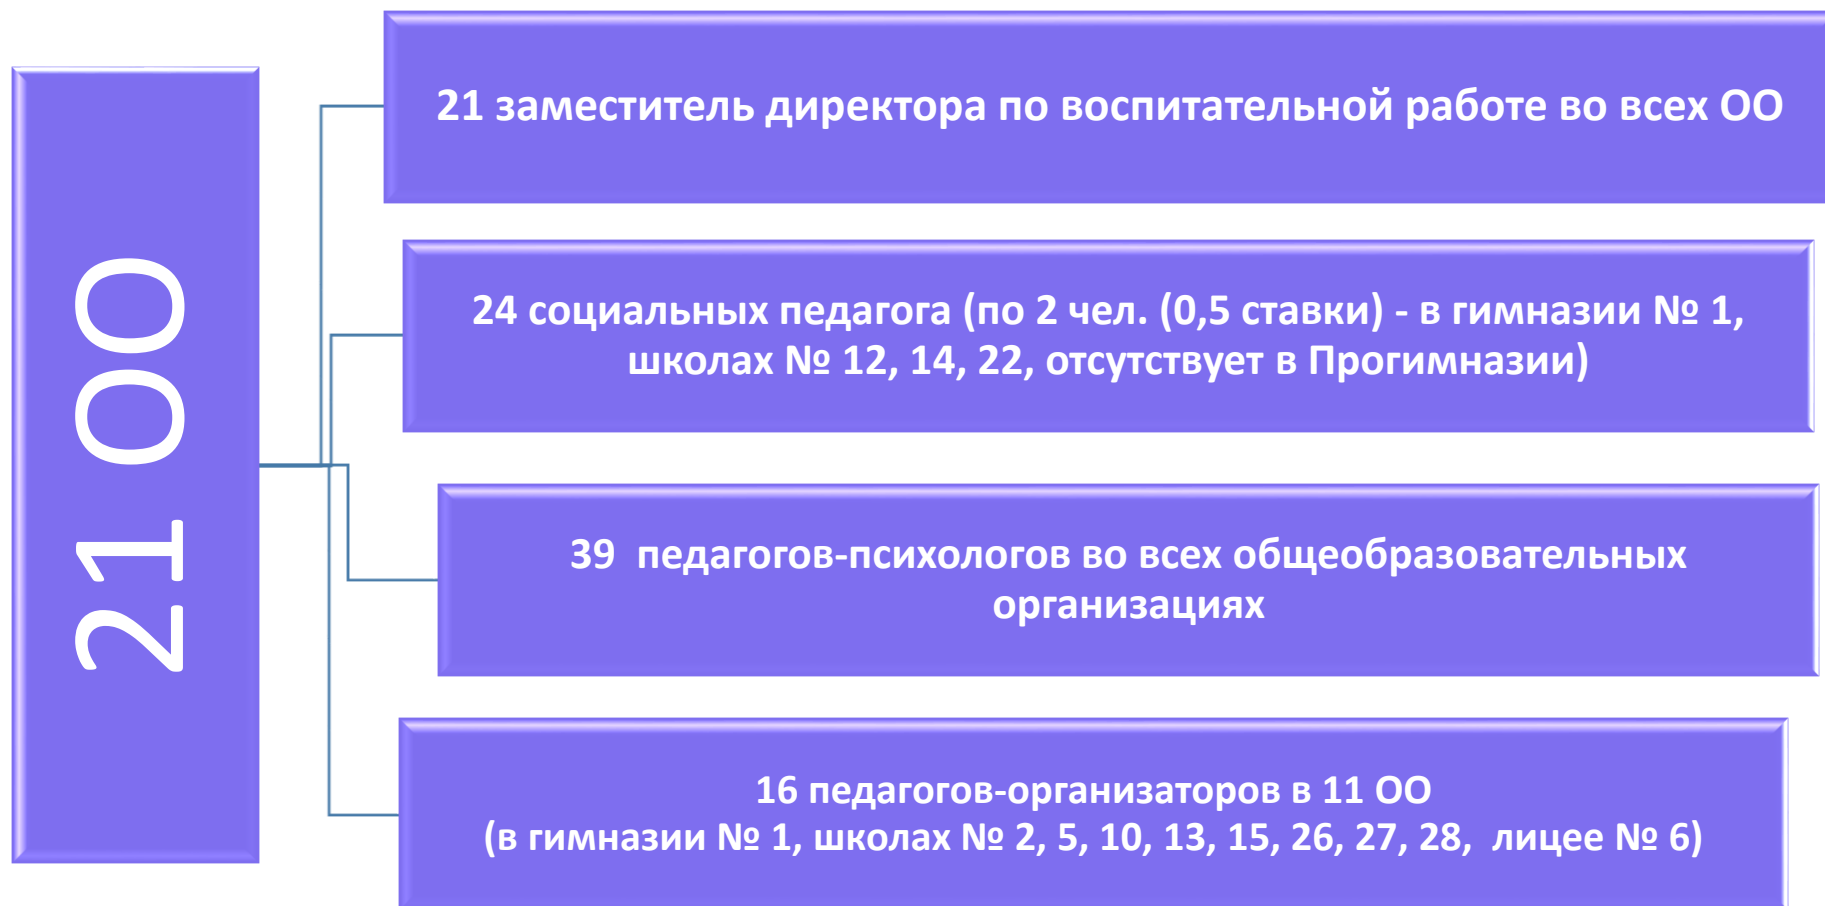 21 ОО
21 заместитель директора по воспитательной работе во всех ОО
24 социальных педагога (по 2 чел. (0,5 ставки) - в гимназии № 1,
школах № 12, 14, 22, отсутствует в Прогимназии)
39  педагогов-психологов во всех общеобразовательных
организациях
16 педагогов-организаторов в 11 ОО
(в гимназии № 1, школах № 2, 5, 10, 13, 15, 26, 27, 28,  лицее № 6)